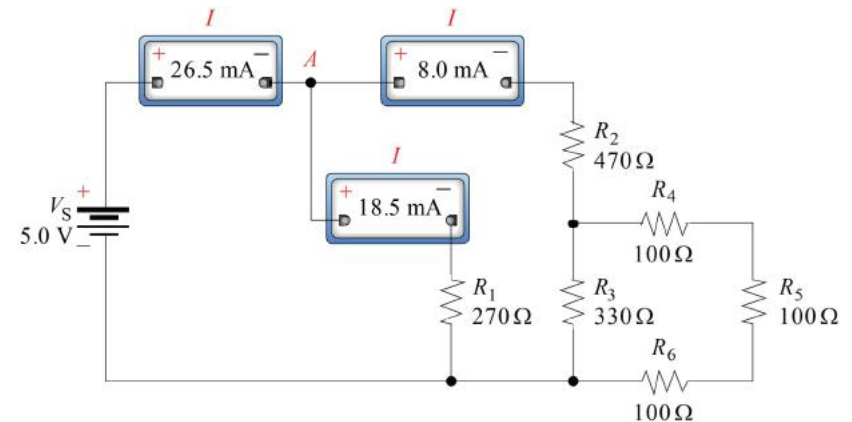 I
I
+ 26.5 mA −
A
+ 8.0 mA −
I
+ 18.5 mA −
R2
470 Ω
R4
100 Ω
+
VS
5.0 V
−
R1
270 Ω
R3
330 Ω
R5
100 Ω
R6
100 Ω